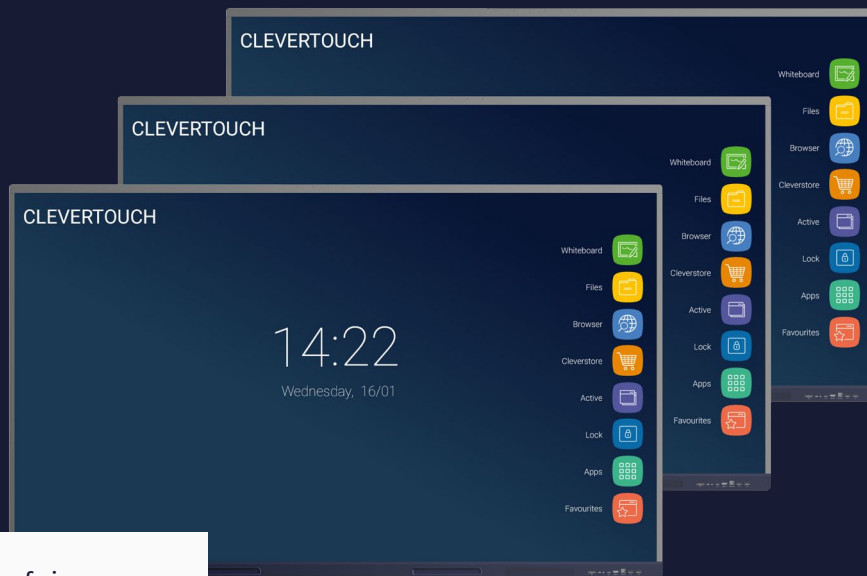 CLEVERTOUCH
Whiteboard
Files
Browser
Cleverstore
Active
Lock
Apps
Favourites
CLEVERTOUCH
Whiteboard
Files
Browser
Cleverstore
Active
Lock
Apps
Favourites
CLEVERTOUCH
14:22
Wednesday, 16/01
Whiteboard
Files
Browser
Cleverstore
Active
Lock
Apps
Favourites